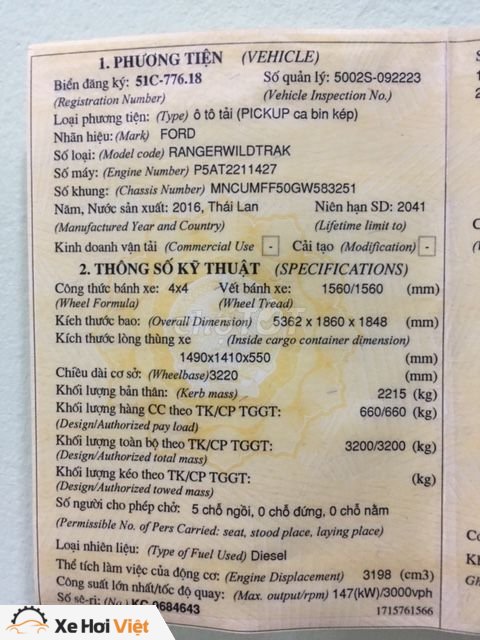 1. PHƯƠNG TIỆN (VEHICLE)
Biển đăng ký: 51C-776.18 Số quản lý: 5002S-092223
(Registration Number) (Vehicle Inspection No.)
Loại phương tiện: (Type) ô tô tải (PICKUP ca bin kép)
Nhãn hiệu: (Mark) FORD
Số loại: (Model code) RANGERWILDTRAK
Số máy: (Engine Number) P5AT2211427
Số khung: (Chassis Number) MNCUMFF50GW583251
Năm, Nước sản xuất: 2016, Thái Lan Niên hạn SD: 2041
(Manufactured Year and Country) (Lifetime limit to)
Kinh doanh vận tải (Commercial Use - Cải tạo (Modification) -
2. THÔNG SỐ KỸ THUẬT (SPECIFICATIONS)
Công thức bánh xe: 4x4 Vết bánh xe: 1560/1560 (mm)
(Wheel Formula) (Wheel Tread)
Kích thước bao: (Overall Dimension) 5362 x 1860 x 1848 (mm)
Kích thước lòng thùng xe (Inside cargo container dimension)
1490x1410x550 (mm)
Chiều dài cơ sở: (Wheelbase)3220 (mm)
Khối lượng bản thân: (Kerb mass) 2215 (kg)
Khối lượng hàng CC theo TK/CP TGGT: 660/660 (kg)
(Design/Authorized pay load)
Khối lượng toàn bộ theo TK/CP TGGT: 3200/3200 (kg)
(Design/Authorized total mass)
Khối lượng kéo theo TK/CP TGGT: (kg)
(Design/Authorized towed mass)
Số người cho phép chở: 5 chỗ ngồi, 0 chỗ đứng, 0 chỗ nằm
(Permissible No. of Pers Carried: seat, stood place, laying place)
Loại nhiên liệu: (Type of Fuel Used) Diesel
Thể tích làm việc của động cơ: (Engine Displacement) 3198 (cm3)
Công suất lớn nhất/tốc độ quay: (Max. output/rpm) 147(kW)/3000vph
Số sê-ri: (No.) KC 0684643 1715761566
Xe Hơi Việt